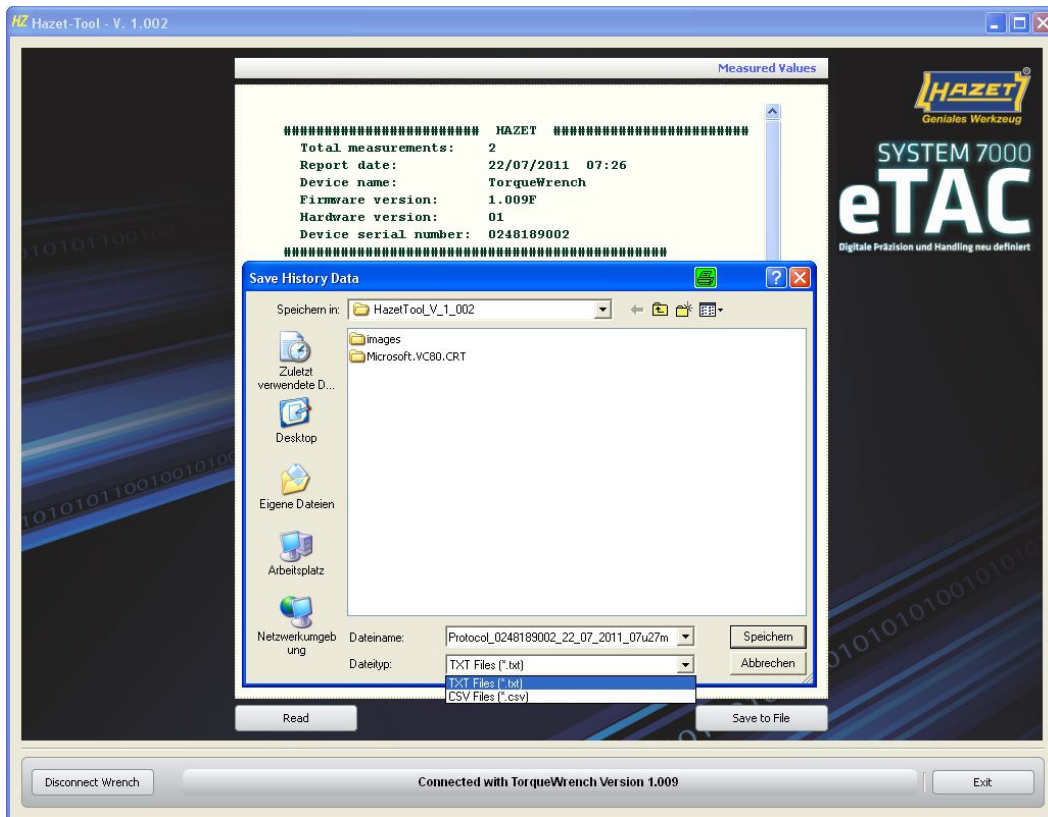 HZ Hazet-Tool - V. 1.002
Measured Values
######################## HAZET ########################
Total measurements: 2
Report date: 22/07/2011 07:26
Device name: TorqueWrench
Firmware version: 1.009F
Hardware version: 01
Device serial number: 0248189002
###############################################
HAZET
Geniales Werkzeug
SYSTEM 7000
eTAC
Digitale Präzision und Handling neu definiert
Save History Data
Speichern in: HazetTool_V_1_002
images
Microsoft.VC80.CRT
Zuletzt
verwendete D...
Desktop
Eigene Dateien
Arbeitsplatz
Netzwerkumgeb
ung
Dateiname: Protocol_0248189002_22_07_2011_07u27m
Speichern
Dateityp: TXT Files (*.txt)
Abbrechen
TXT Files (*.txt)
CSV Files (*.csv)
Read
Save to File
Disconnect Wrench
Connected with TorqueWrench Version 1.009
Exit